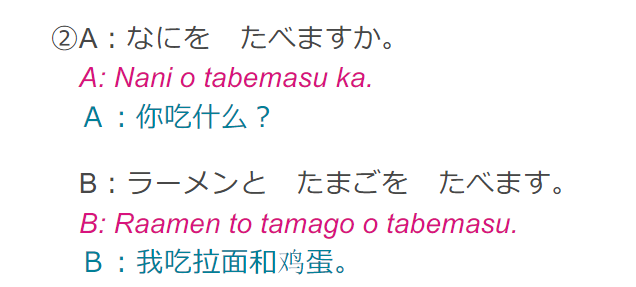 ②A：なにを　たべますか。
A: Nani o tabemasu ka.
A ：你吃什么？
B：ラーメンと　たまごを　たべます。
B: Raamen to tamago o tabemasu.
B ：我吃拉面和鸡蛋。